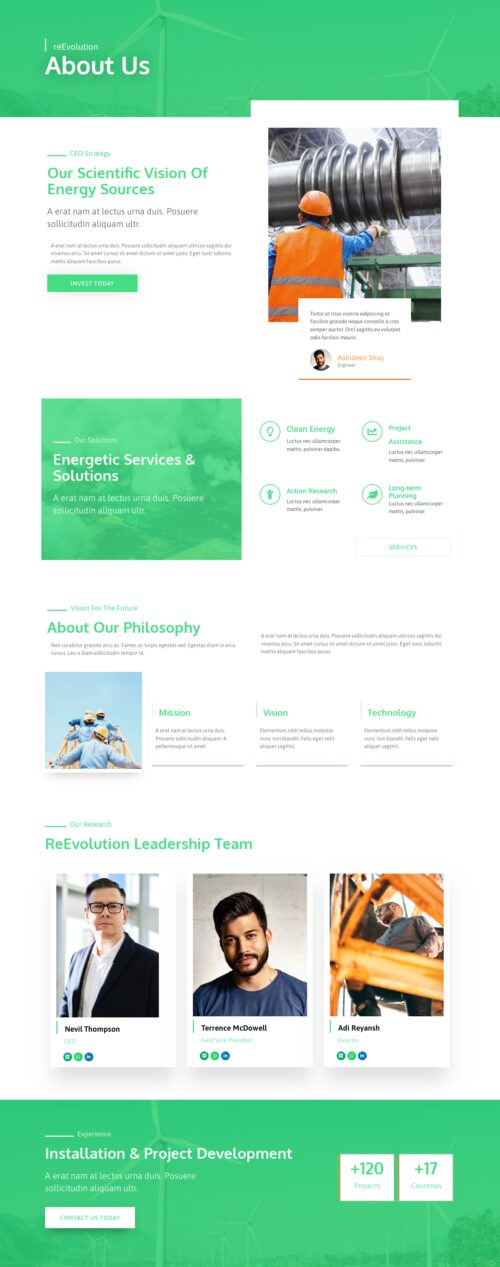 reEvolution
About Us
CEO Strategy
Our Scientific Vision Of
Energy Sources
A erat nam at lectus urna duis. Posuere
sollicitudin aliquam ultr.
A erat nam at lectus urna duis. Posuere sollicitudin aliquam ultrices sagittis dui
vivamus arcu. Sit amet cursus sit amet dictum sit amet justo. Eget nunc lobortis
mattis aliquam faucibus purus.
INVEST TODAY
Tortor at risus viverra adipiscing at.
Facilisis gravida neque convallis a cras
semper auctor. Orci sagittis eu volutpat
odio facilisis mauris.
Aabideen Shaq
Engineer
Our Solutions
Energetic Services &
Solutions
A erat nam at lectus urna duis. Posuere
sollicitudin aliquam ultr.
Clean Energy
Luctus nec ullamcorper
mattis, pulvinar dapibu.
Project
Assistance
Luctus nec ullamcorper
mattis, pulvinar.
Action Research
Luctus nec ullamcorper
mattis, pulvinar.
Long-term
Planning
Luctus nec ullamcorper
mattis, pulvinar.
SERVICES
Vision For The Future
About Our Philosophy
Non curabitur gravida arcu ac. Fames ac turpis egestas sed. Egestas diam in arcu
cursus. Leo a diam sollicitudin tempor id.
A erat nam at lectus urna duis. Posuere sollicitudin aliquam ultrices sagittis dui
vivamus arcu. Sit amet cursus sit amet dictum sit amet justo. Eget nunc lobortis
mattis aliquam faucibus purus.
Mission
A erat nam at lectus urna duis.
Posuere sollicitudin aliquam. A
pellentesque sit amet
Vision
Elementum nibh tellus molestie
nunc non blandit. Felis eget velit
aliquet sagittis.
Technology
Elementum nibh tellus molestie
nunc non blandit. Felis eget velit
aliquet sagittis.
Our Research
ReEvolution Leadership Team
Nevil Thompson
CEO
Terrence McDowell
Field Vice President
Adi Reyansh
Director
Experience
Installation & Project Development
A erat nam at lectus urna duis. Posuere
sollicitudin aliquam ultr.
CONTACT US TODAY
+120
Projects
+17
Countries